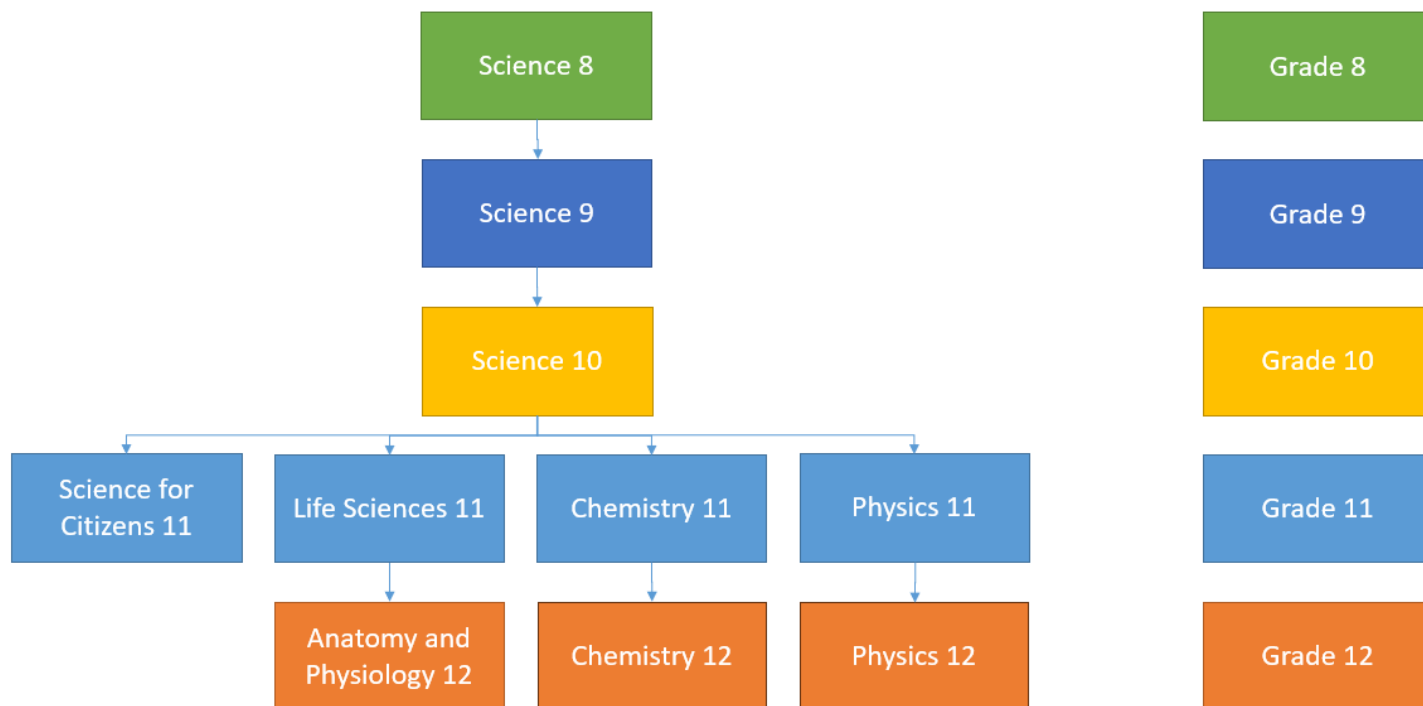 Science 8
Grade 8
Science 9
Grade 9
Science 10
Grade 10
Science for
Citizens 11
Life Sciences 11
Chemistry 11
Physics 11
Grade 11
Anatomy and
Physiology 12
Chemistry 12
Physics 12
Grade 12